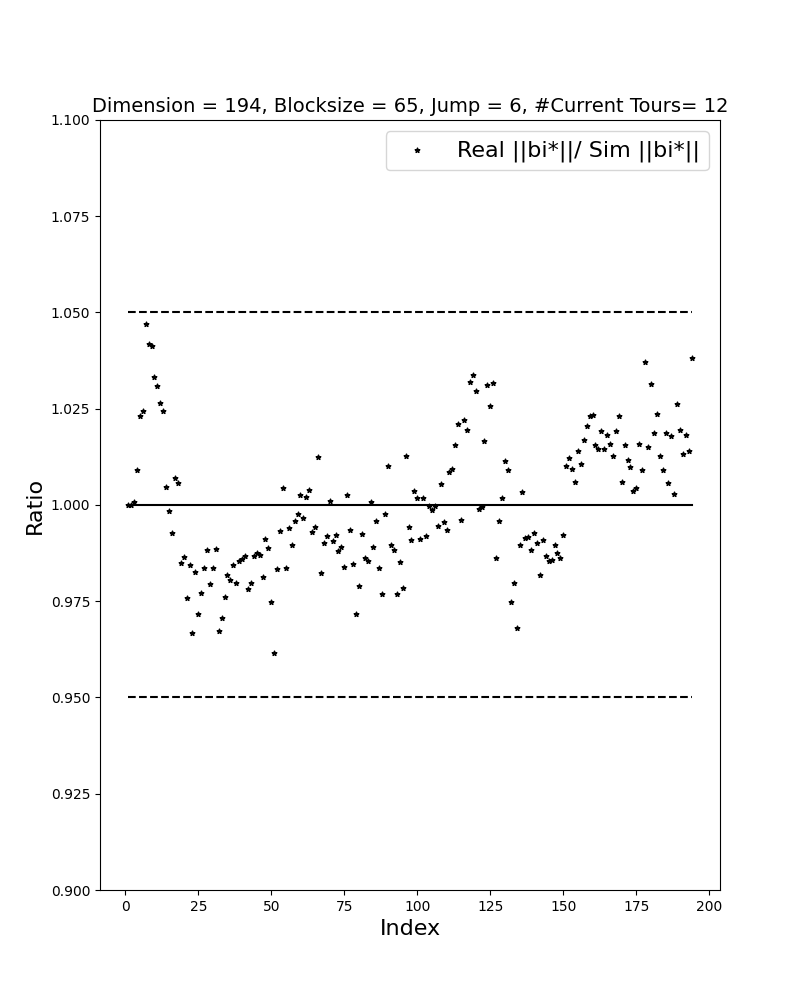 Dimension = 194, Blocksize = 65, Jump = 6, #Current Tours= 12
Real ||bi*||/ Sim ||bi*||
1.100
1.075
1.050
1.025
1.000
0.975
0.950
0.925
0.900
Ratio
0 25 50 75 100 125 150 175 200
Index